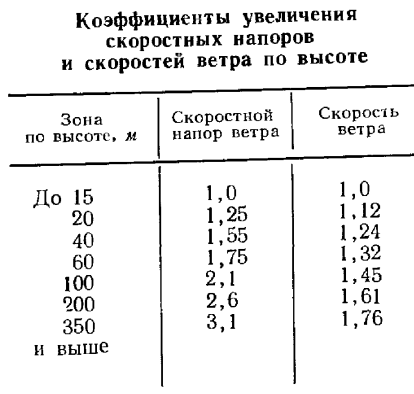 Коэффициенты увеличения
скоростных напоров
и скоростей ветра по высоте
Зона по высоте, м Скоростной напор ветра Скорость ветра
До 15 1,0 1,0
20 1,25 1,12
40 1,55 1,24
60 1,75 1,32
100 2,1 1,45
200 2,6 1,61
350 3,1 1,76
и выше